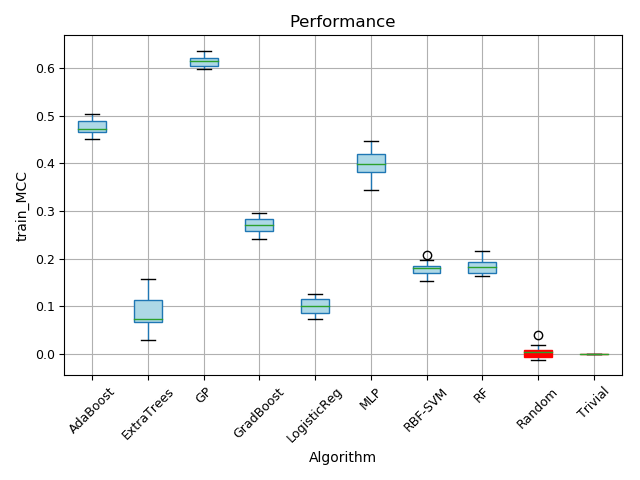 Performance
train_MCC
0.6
0.5
0.4
0.3
0.2
0.1
0.0
AdaBoost
ExtraTrees
GP
GradBoost
LogisticReg
MLP
RBF-SVM
RF
Random
Trivial
Algorithm